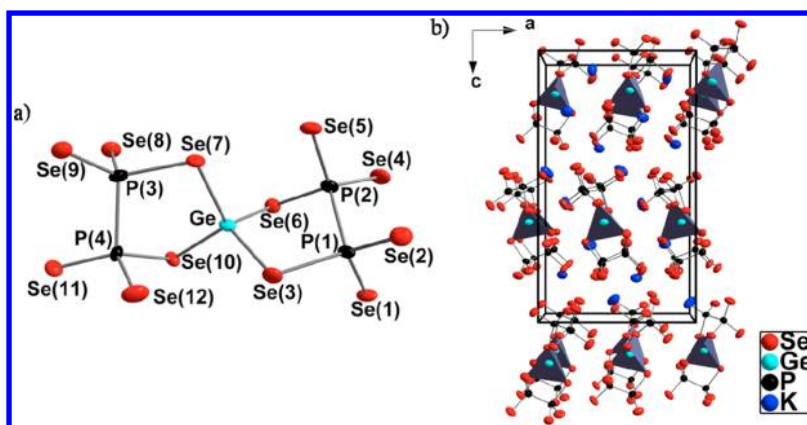 a)
Se(8)
Se(7)
Se(9)
P(3)
Ge
P(4)
Se(10)
Se(11)
Se(12)
Se(5)
Se(4)
P(2)
Se(6)
P(1)
Se(2)
Se(3)
Se(1)
b)
a
c
Se
Ge
P
K